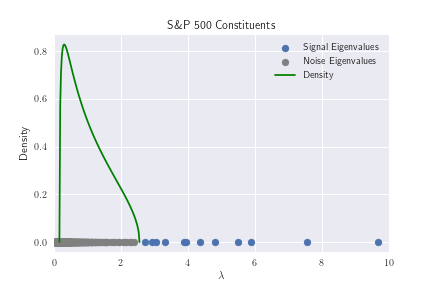 S&P 500 Constituents
Signal Eigenvalues
Noise Eigenvalues
Density
Density
0.8
0.6
0.4
0.2
0.0
0 2 4 6 8 10
λ